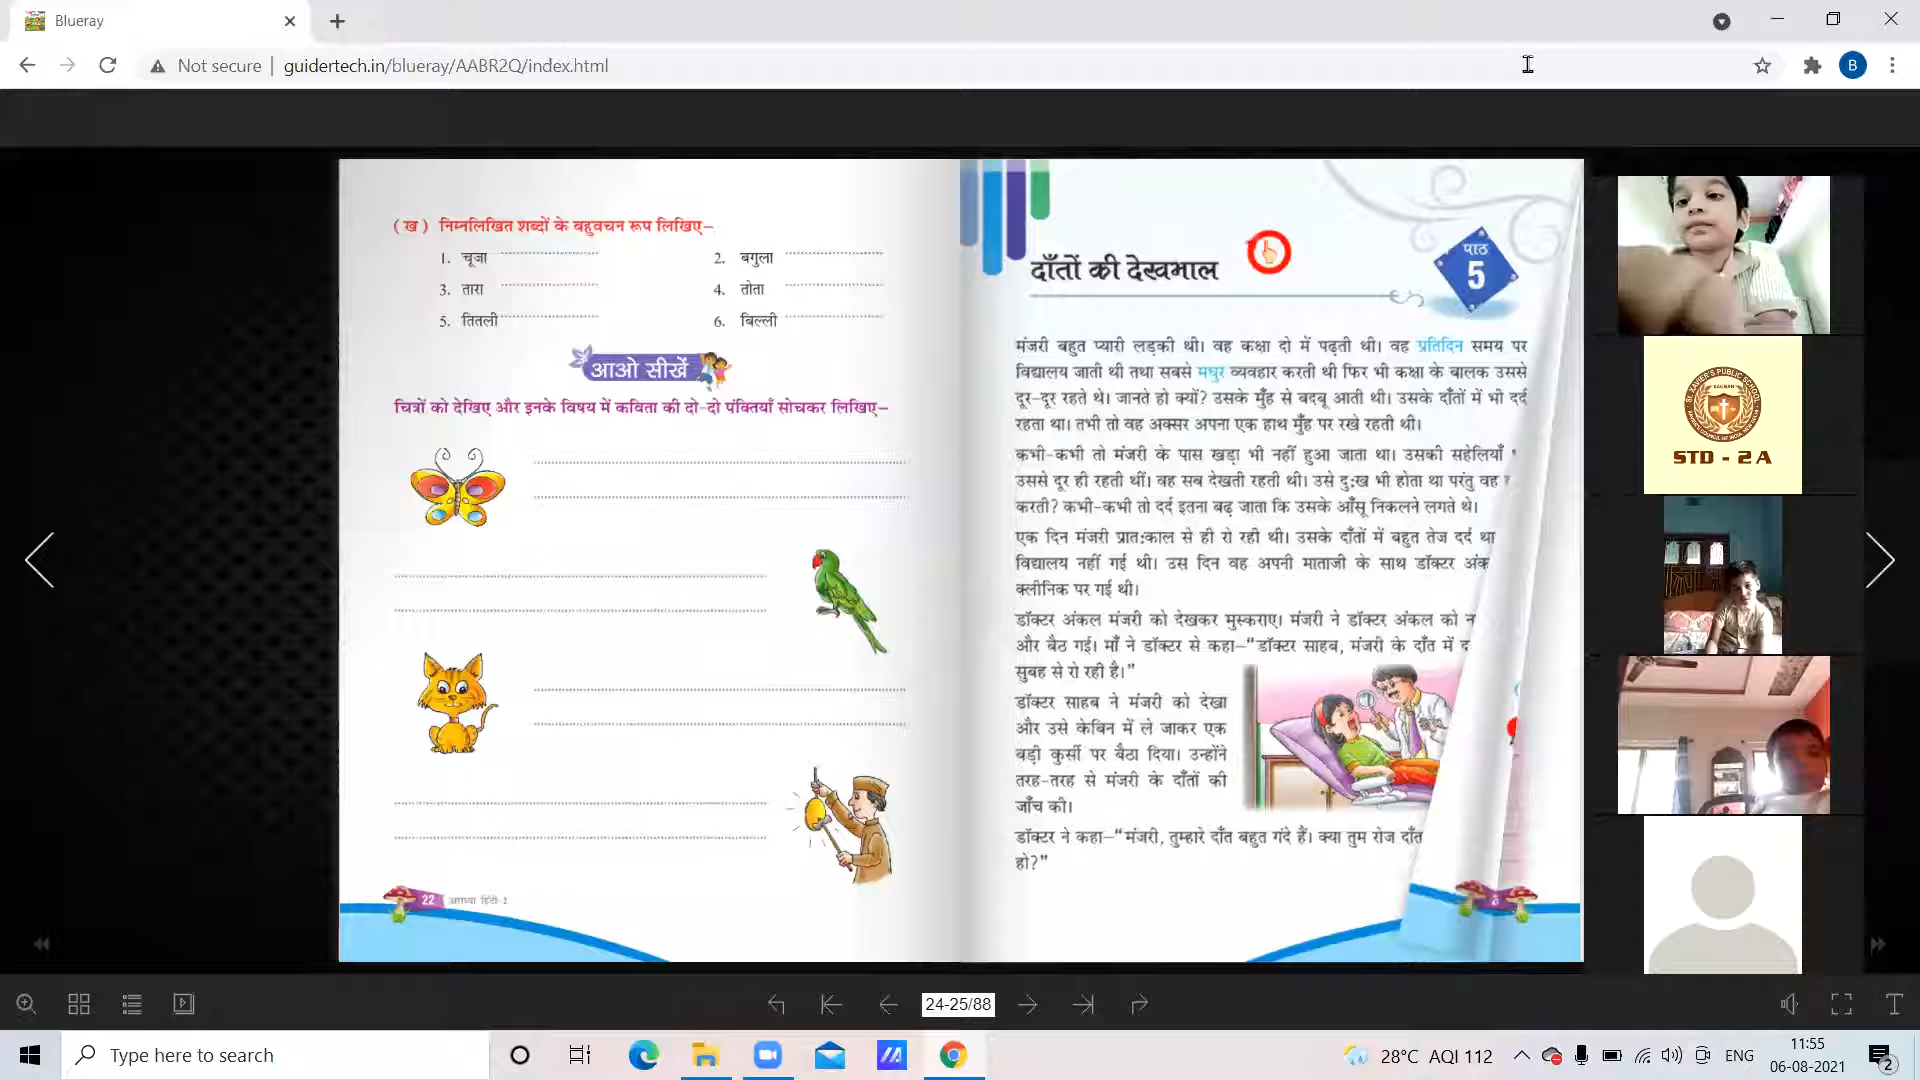 Blueray
Not secure
guidertech.in/blueray/AABR2Q/index.html
B
( ख ) निम्नलिखित शब्दों के बहुवचन रूप लिखिए–
1. चूजा
2. बगुला
3. तारा
4. तोता
5. तितली
6. बिल्ली
आओ सीखें
चित्रों को देखिए और इनके विषय में कविता की दो-दो पंक्तियाँ सोचकर लिखिए–
22
दाँतों की देखभाल
पाठ
5
मंजरी बहुत प्यारी लड़की थी। वह कक्षा दो में पढ़ती थी। वह प्रतिदिन समय पर
विद्यालय जाती थी तथा सबसे मधुर व्यवहार करती थी फिर भी कक्षा के बालक उससे
दूर-दूर रहते थे। जानते हो क्यों? उसके मुँह से बदबू आती थी। उसके दाँतों में भी दर्द
रहता था। तभी तो वह अक्सर अपना एक हाथ मुँह पर रखे रहती थी।
कभी-कभी तो मंजरी के पास खड़ा भी नहीं हुआ जाता था। उसकी सहेलियाँ
उससे दूर ही रहती थीं। वह सब देखती रहती थी। उसे दुःख भी होता था परंतु वह
करती? कभी-कभी तो दर्द इतना बढ़ जाता कि उसके आँसू निकलने लगते थे।
एक दिन मंजरी प्रातःकाल से ही रो रही थी। उसके दाँतों में बहुत तेज दर्द था
विद्यालय नहीं गई थी। उस दिन वह अपनी माताजी के साथ डॉक्टर अंक
क्लीनिक पर गई थी।
डॉक्टर अंकल मंजरी को देखकर मुस्कराए। मंजरी ने डॉक्टर अंकल को न
और बैठ गई। माँ ने डॉक्टर से कहा–“डॉक्टर साहब, मंजरी के दाँत में द
सुबह से रो रही है।”
डॉक्टर साहब ने मंजरी को देखा
और उसे केबिन में ले जाकर एक
बड़ी कुर्सी पर बैठा दिया। उन्होंने
तरह-तरह से मंजरी के दाँतों की
जाँच की।
डॉक्टर ने कहा–“मंजरी, तुम्हारे दाँत बहुत गंदे हैं। क्या तुम रोज दाँत
हो?”
STD - 2 A
24-25/88
Type here to search
28°C AQI 112
ENG
11:55
06-08-2021
2